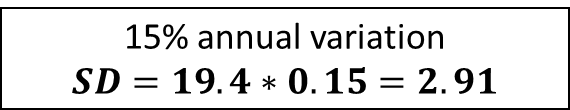 15% annual variation
SD = 19.4 * 0.15 = 2.91